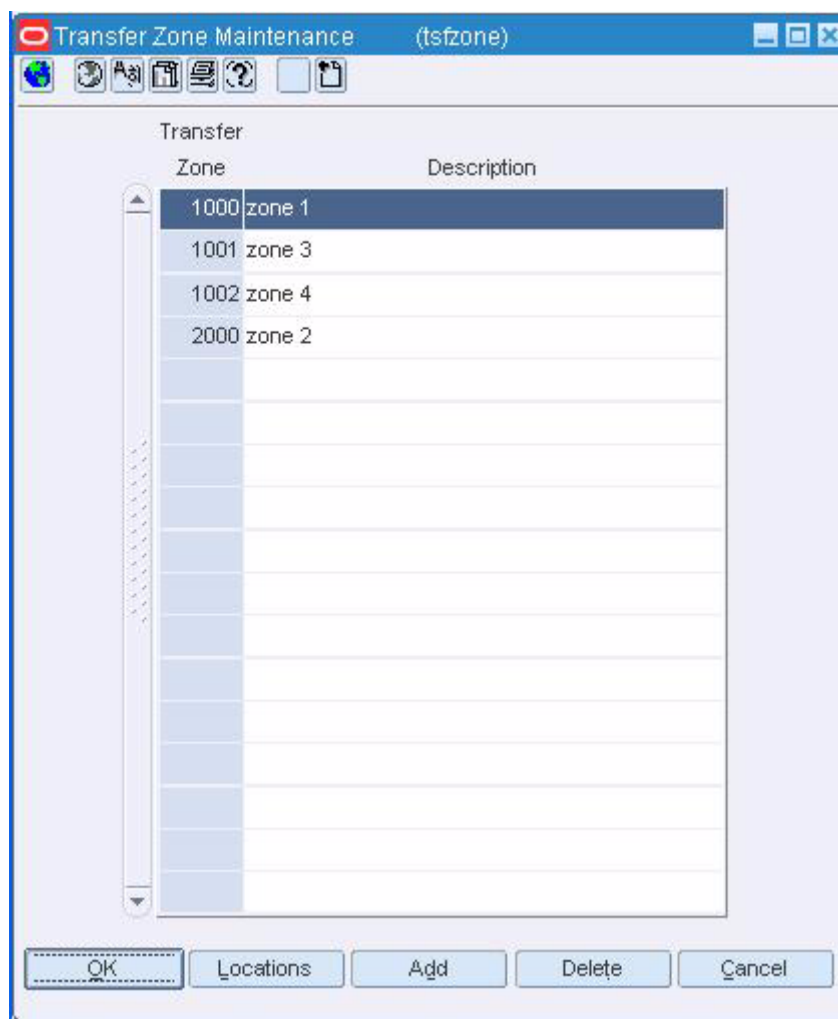 Transfer Zone Maintenance (tsfzone)
Transfer
Zone Description
1000 zone 1
1001 zone 3
1002 zone 4
2000 zone 2
OK Locations Add Delete Cancel